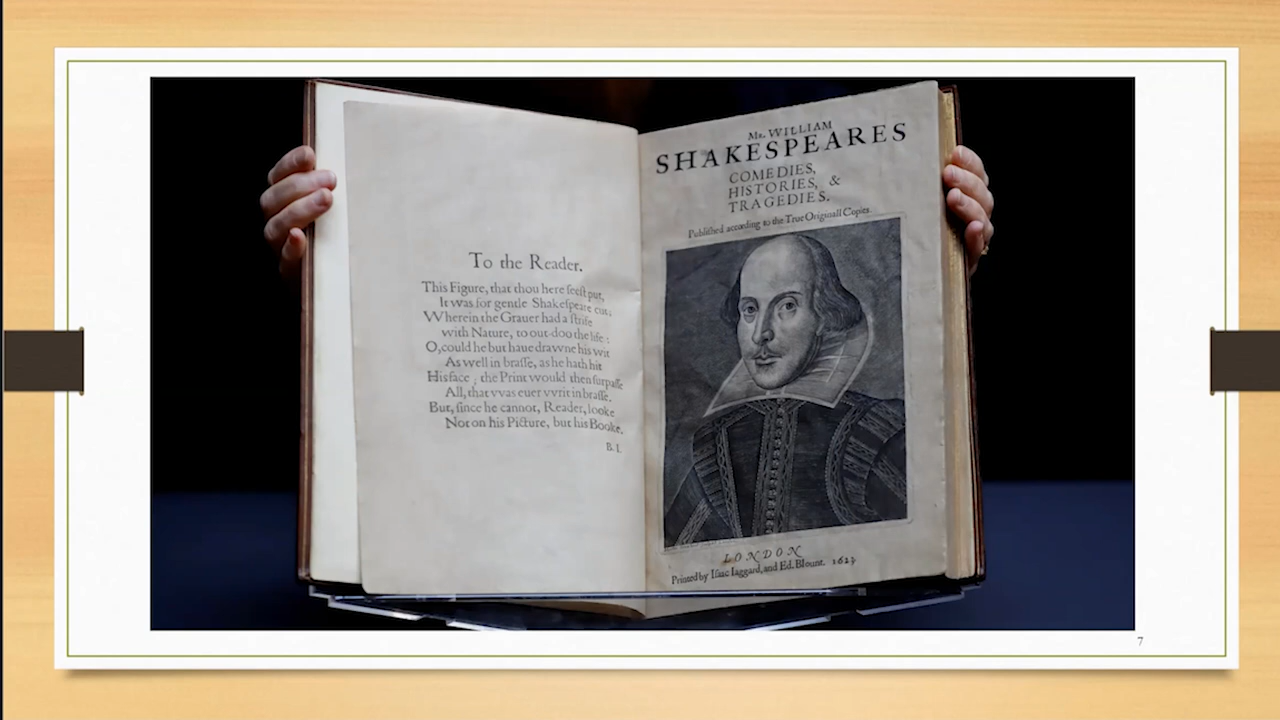 To the Reader.
This Figure, that thou here seeſt put,
It was for gentle Shakeſpeare cut;
Wherein the Grauer had a ſtrife
with Nature, to out-doo the life :
O, could he but haue drawne his wit
As well in braſſe, as he hath hit
His face ; the Print would then ſurpaſſe
All, that vvas euer vvrit in braſſe.
But, ſince he cannot, Reader, looke
Not on his Picture, but his Booke.
B. I.
Mr. WILLIAM
SHAKESPEARES
COMEDIES,
HISTORIES, &
TRAGEDIES.
Publiſhed according to the True Originall Copies.
LONDON
Printed by Iſaac Iaggard, and Ed. Blount. 1623
7